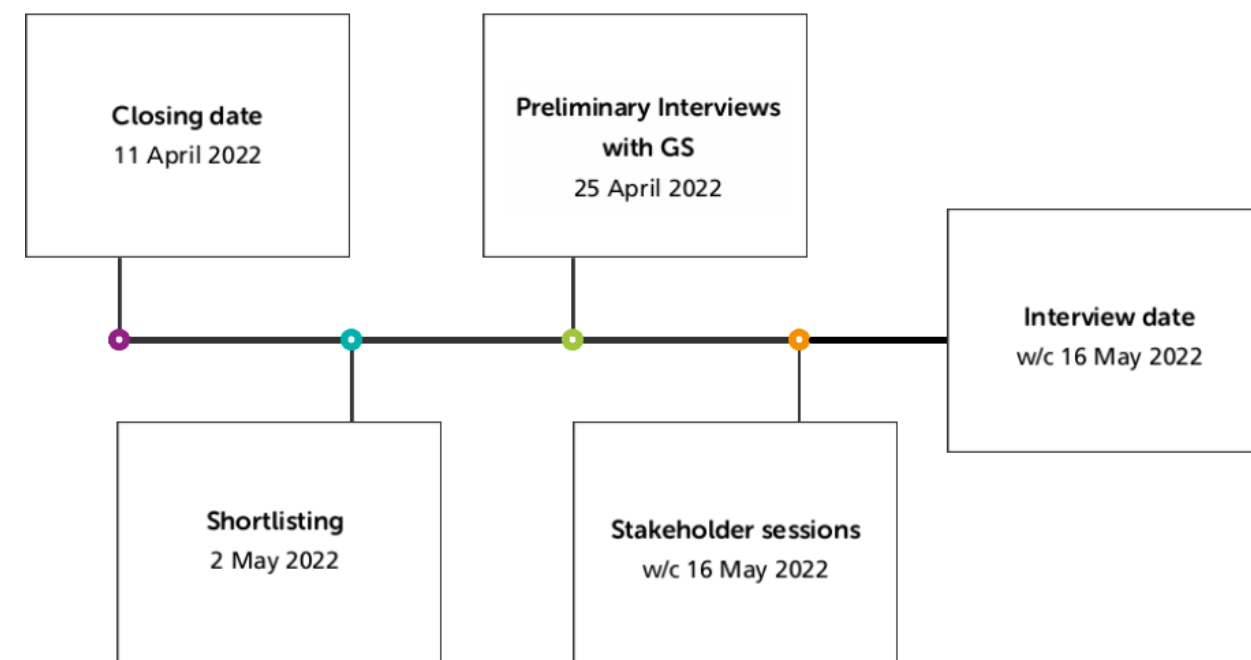 Closing date
11 April 2022
Preliminary Interviews
with GS
25 April 2022
Interview date
w/c 16 May 2022
Shortlisting
2 May 2022
Stakeholder sessions
w/c 16 May 2022